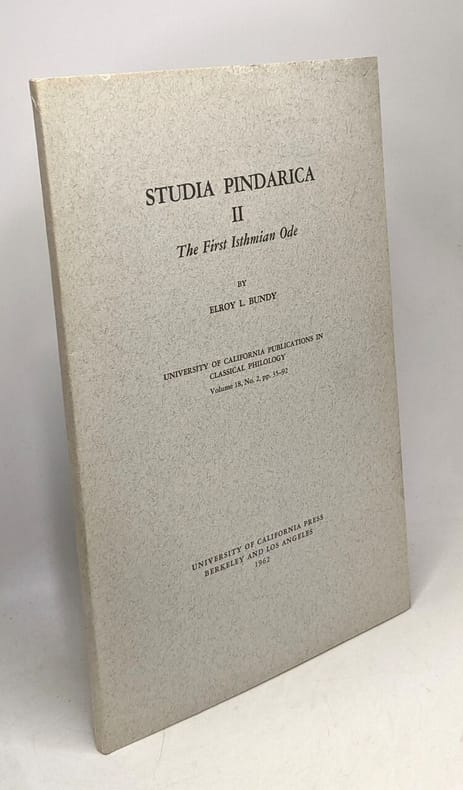 STUDIA PINDARICA
II
The First Isthmian Ode
BY
ELROY L. BUNDY
UNIVERSITY OF CALIFORNIA PUBLICATIONS IN
CLASSICAL PHILOLOGY
Volume 18, No. 2, pp. 35–92
UNIVERSITY OF CALIFORNIA PRESS
BERKELEY AND LOS ANGELES
1962